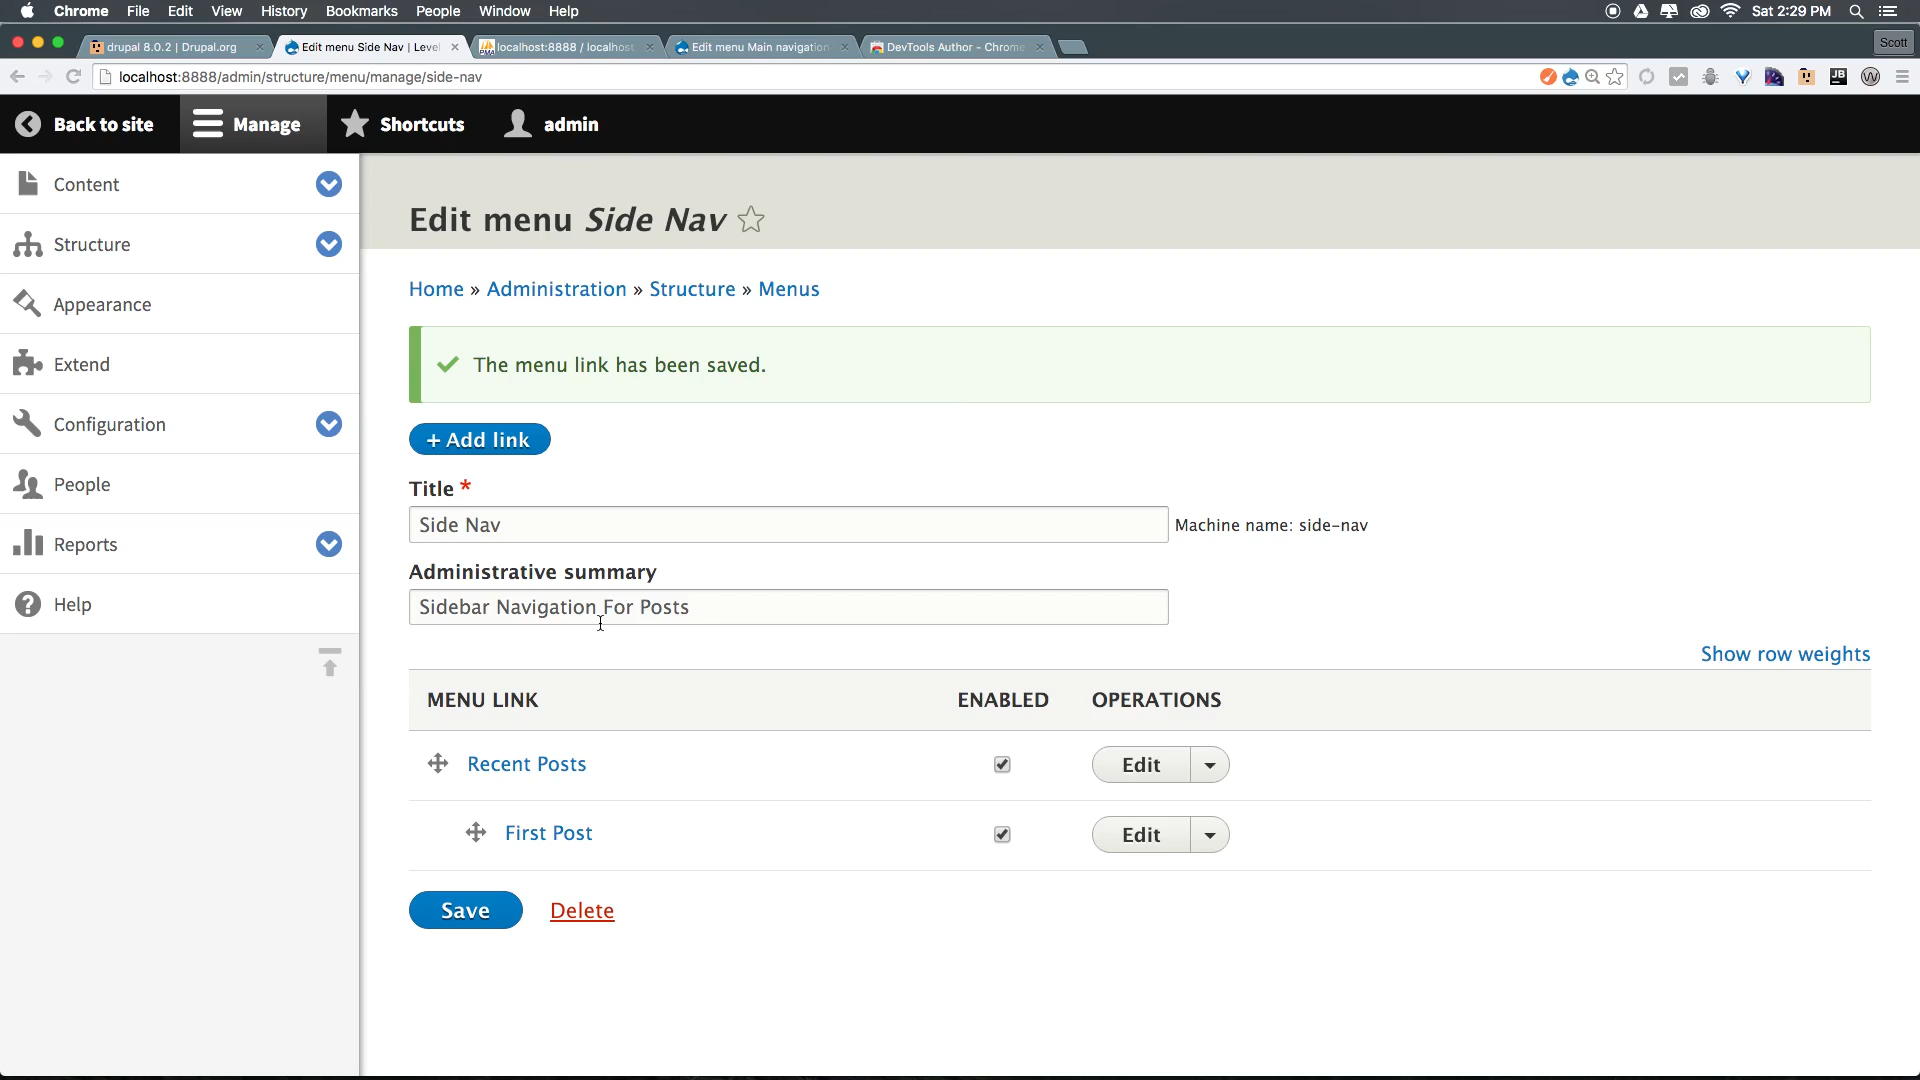 Chrome File Edit View History Bookmarks People Window Help Sat 2:29 PM
drupal 8.0.2 | Drupal.org Edit menu Side Nav | Level localhost:8888 / localhost Edit menu Main navigation DevTools Author - Chrome Scott
localhost:8888/admin/structure/menu/manage/side-nav
Back to site Manage Shortcuts admin
Content
Structure
Appearance
Extend
Configuration
People
Reports
Help
Edit menu Side Nav
Home » Administration » Structure » Menus
The menu link has been saved.
+ Add link
Title *
Side Nav Machine name: side-nav
Administrative summary
Sidebar Navigation For Posts
Show row weights
MENU LINK ENABLED OPERATIONS
Recent Posts Edit
First Post Edit
Save Delete